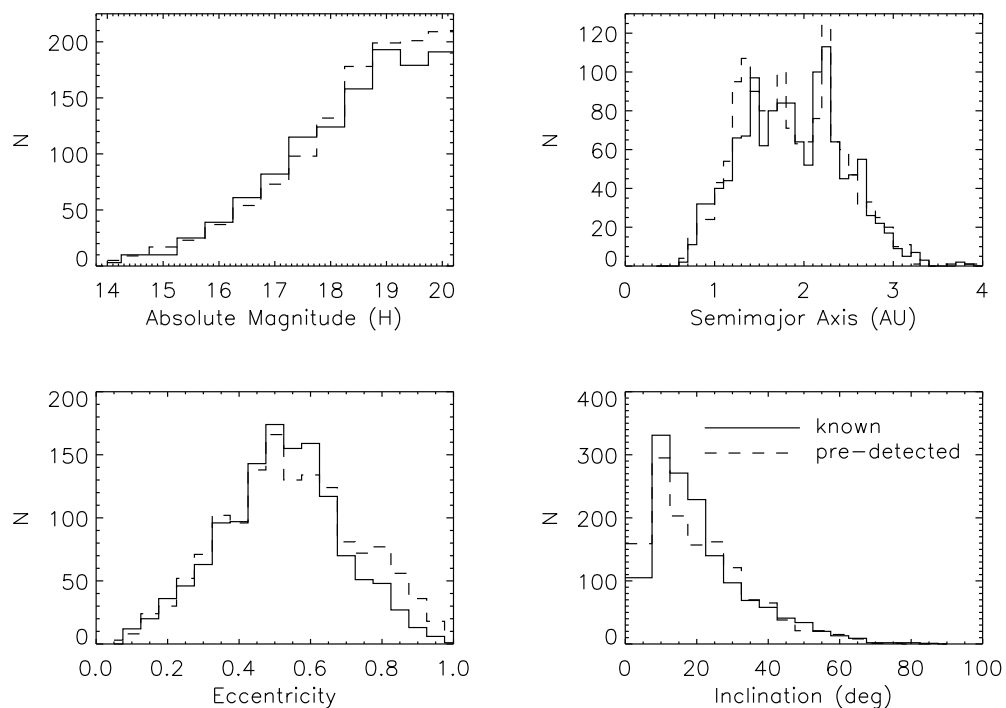 200
150
100
50
0
N
14 15 16 17 18 19 20
Absolute Magnitude (H)
120
100
80
60
40
20
0
N
0 1 2 3 4
Semimajor Axis (AU)
200
150
100
50
0
N
0.0 0.2 0.4 0.6 0.8 1.0
Eccentricity
400
300
200
100
0
N
known
pre-detected
0 20 40 60 80 100
Inclination (deg)